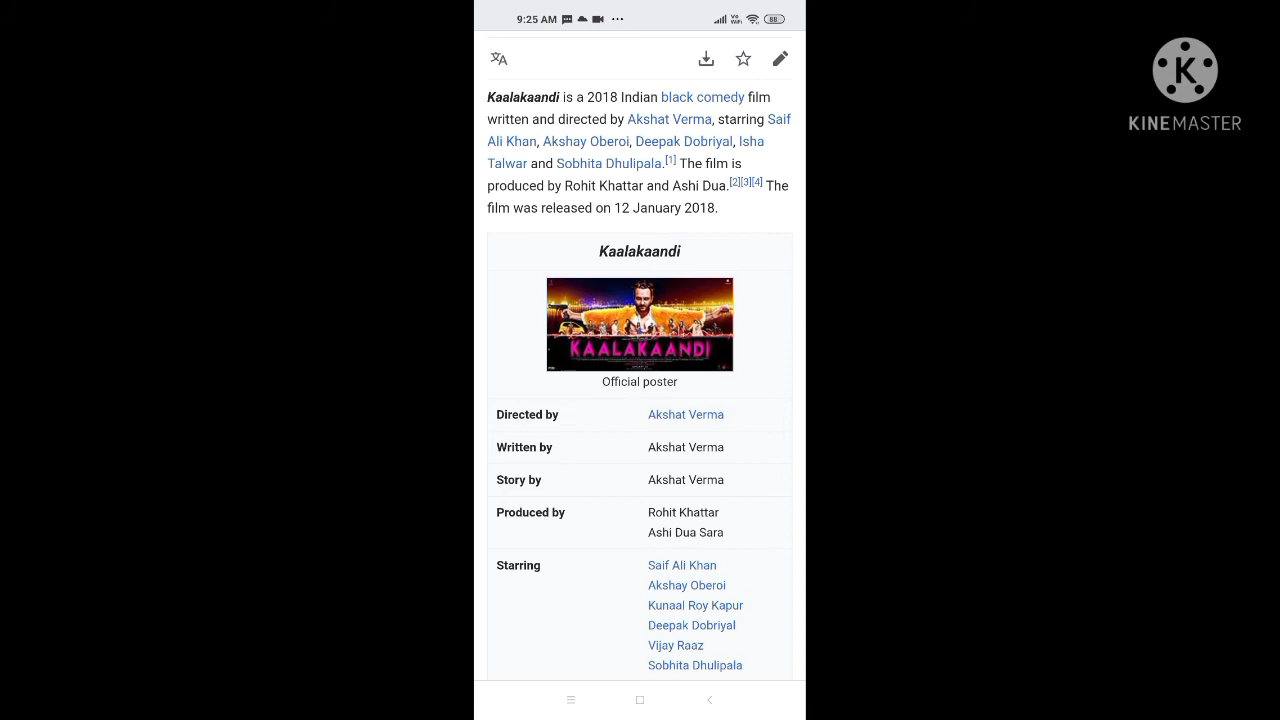 9:25 AM
Vo
WiFi
88
Kaalakaandi is a 2018 Indian black comedy film
written and directed by Akshat Verma, starring Saif
Ali Khan, Akshay Oberoi, Deepak Dobriyal, Isha
Talwar and Sobhita Dhulipala.[1] The film is
produced by Rohit Khattar and Ashi Dua.[2][3][4] The
film was released on 12 January 2018.
Kaalakaandi
KAALAKAANDI
Official poster
Directed by Akshat Verma
Written by Akshat Verma
Story by Akshat Verma
Produced by Rohit Khattar
Ashi Dua Sara
Starring Saif Ali Khan
Akshay Oberoi
Kunaal Roy Kapur
Deepak Dobriyal
Vijay Raaz
Sobhita Dhulipala
K
KINEMASTER